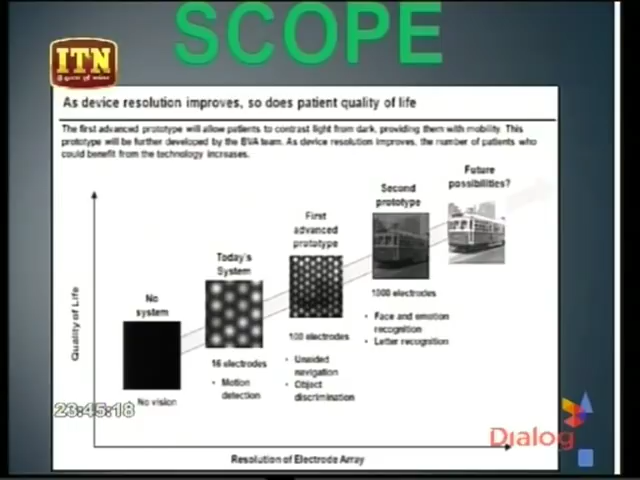 SCOPE
ITN
As device resolution improves, so does patient quality of life
The first advanced prototype will allow patients to contrast light from dark, providing them with mobility. This
prototype will be further developed by the BVA team. As device resolution improves, the number of patients who
could benefit from the technology increases.
Future
possibilities?
Second
prototype
First
advanced
prototype
Today's
System
No
system
Quality of Life
1000 electrodes
• Face and emotion
recognition
• Letter recognition
100 electrodes
• Unaided
navigation
• Object
discrimination
16 electrodes
• Motion
detection
No vision
23:45:18
Dialog
Resolution of Electrode Array